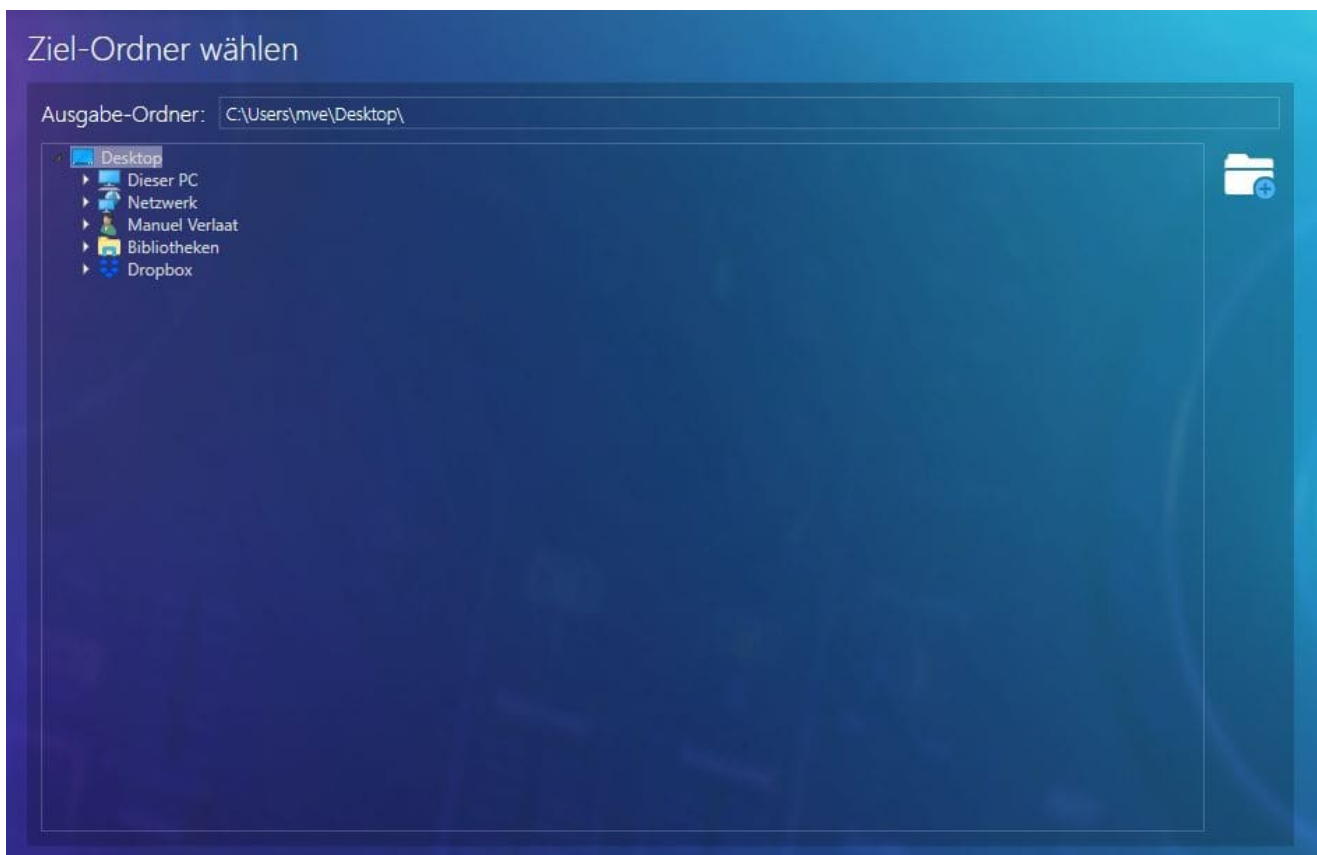 Ziel-Ordner wählen
Ausgabe-Ordner: C:\Users\mve\Desktop\
Desktop
Dieser PC
Netzwerk
Manuel Verlaat
Bibliotheken
Dropbox